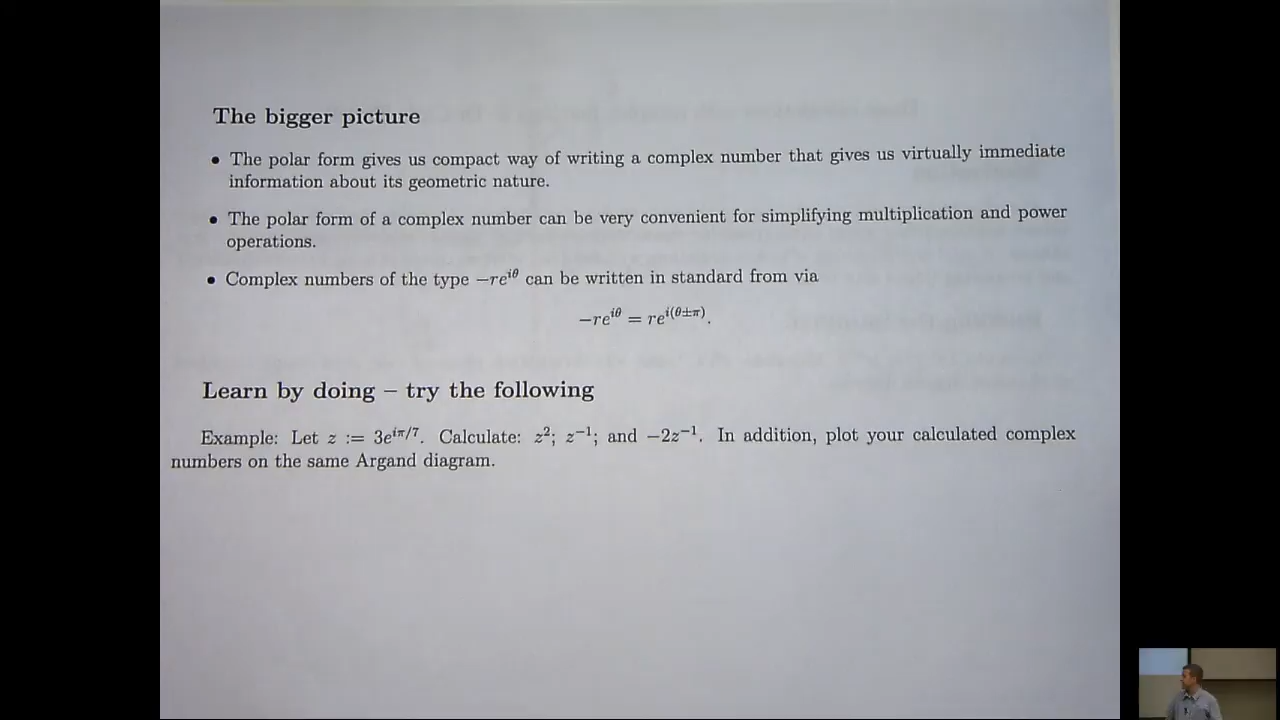 The bigger picture
• The polar form gives us compact way of writing a complex number that gives us virtually immediate
information about its geometric nature.
• The polar form of a complex number can be very convenient for simplifying multiplication and power
operations.
• Complex numbers of the type −re^{iθ} can be written in standard from via
−re^{iθ} = re^{i(θ±π)}.
Learn by doing – try the following
Example: Let z := 3e^{iπ/7}. Calculate: z²; z⁻¹; and −2z⁻¹. In addition, plot your calculated complex
numbers on the same Argand diagram.